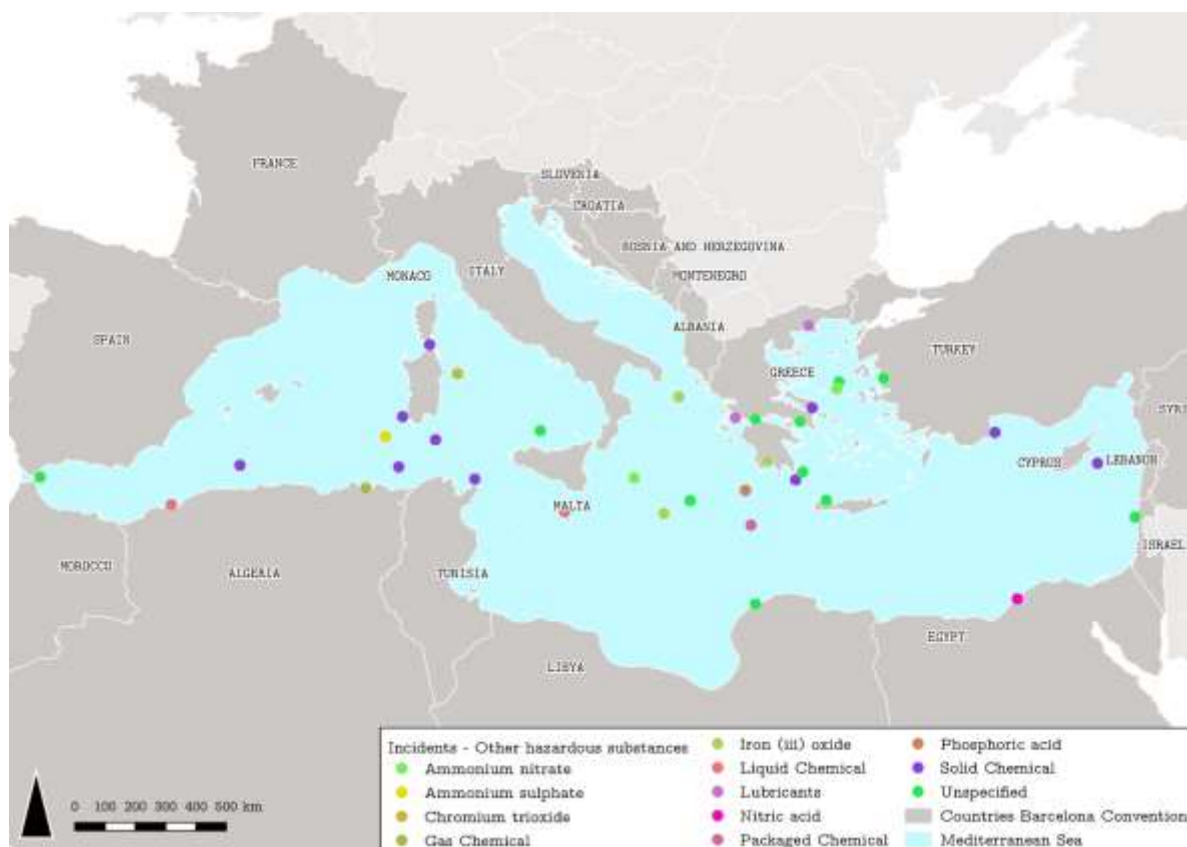 FRANCE
SLOVENIA
CROATIA
BOSNIA AND HERZEGOVINA
MONACO
ITALY
MONTENEGRO
ALBANIA
SPAIN
GREECE
TURKEY
SYRI
CYPRUS
LEBANON
MALTA
ISRAEL
MOROCCO
ALGERIA
TUNISIA
EGYPT
LIBYA
Incidents - Other hazardous substances
Ammonium nitrate
Ammonium sulphate
Chromium trioxide
Gas Chemical
Iron (iii) oxide
Liquid Chemical
Lubricants
Nitric acid
Packaged Chemical
Phosphoric acid
Solid Chemical
Unspecified
Countries Barcelona Convention
Mediterranean Sea
0 100 200 300 400 500 km